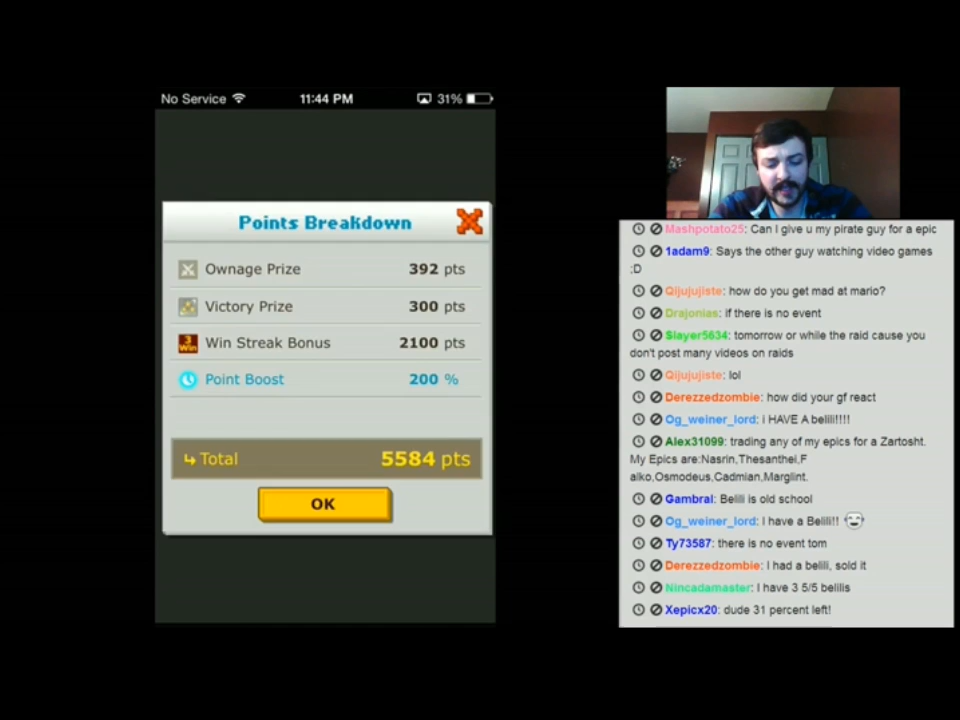 No Service 11:44 PM 31%
Points Breakdown
Ownage Prize 392 pts
Victory Prize 300 pts
3 Win Win Streak Bonus 2100 pts
Point Boost 200 %
Total 5584 pts
OK
Mashpotato25: Can I give u my pirate guy for a epic
1adam9: Says the other guy watching video games
:D
Qijujujiste: how do you get mad at mario?
Drajonias: if there is no event
Slayer5634: tomorrow or while the raid cause you
don't post many videos on raids
Qijujujiste: lol
Derezzedzombie: how did your gf react
Og_weiner_lord: i HAVE A belili!!!!
Alex31099: trading any of my epics for a Zartosht.
My Epics are:Nasrin,Thesanthei,F
alko,Osmodeus,Cadmian,Marglint.
Gambral: Belili is old school
Og_weiner_lord: I have a Belili!!
Ty73587: there is no event tom
Derezzedzombie: I had a belili, sold it
Nincadamaster: I have 3 5/5 belilis
Xepicx20: dude 31 percent left!